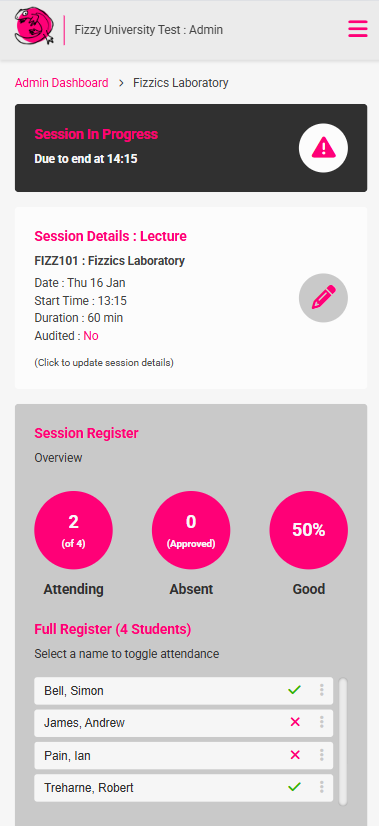 Fizzy University Test : Admin
Admin Dashboard > Fizzics Laboratory
Session In Progress
Due to end at 14:15
Session Details : Lecture
FIZZ101 : Fizzics Laboratory
Date : Thu 16 Jan
Start Time : 13:15
Duration : 60 min
Audited : No
(Click to update session details)
Session Register
Overview
2 0 50%
(of 4) (Approved)
Attending Absent Good
Full Register (4 Students)
Select a name to toggle attendance
Bell, Simon
James, Andrew
Pain, Ian
Treharne, Robert